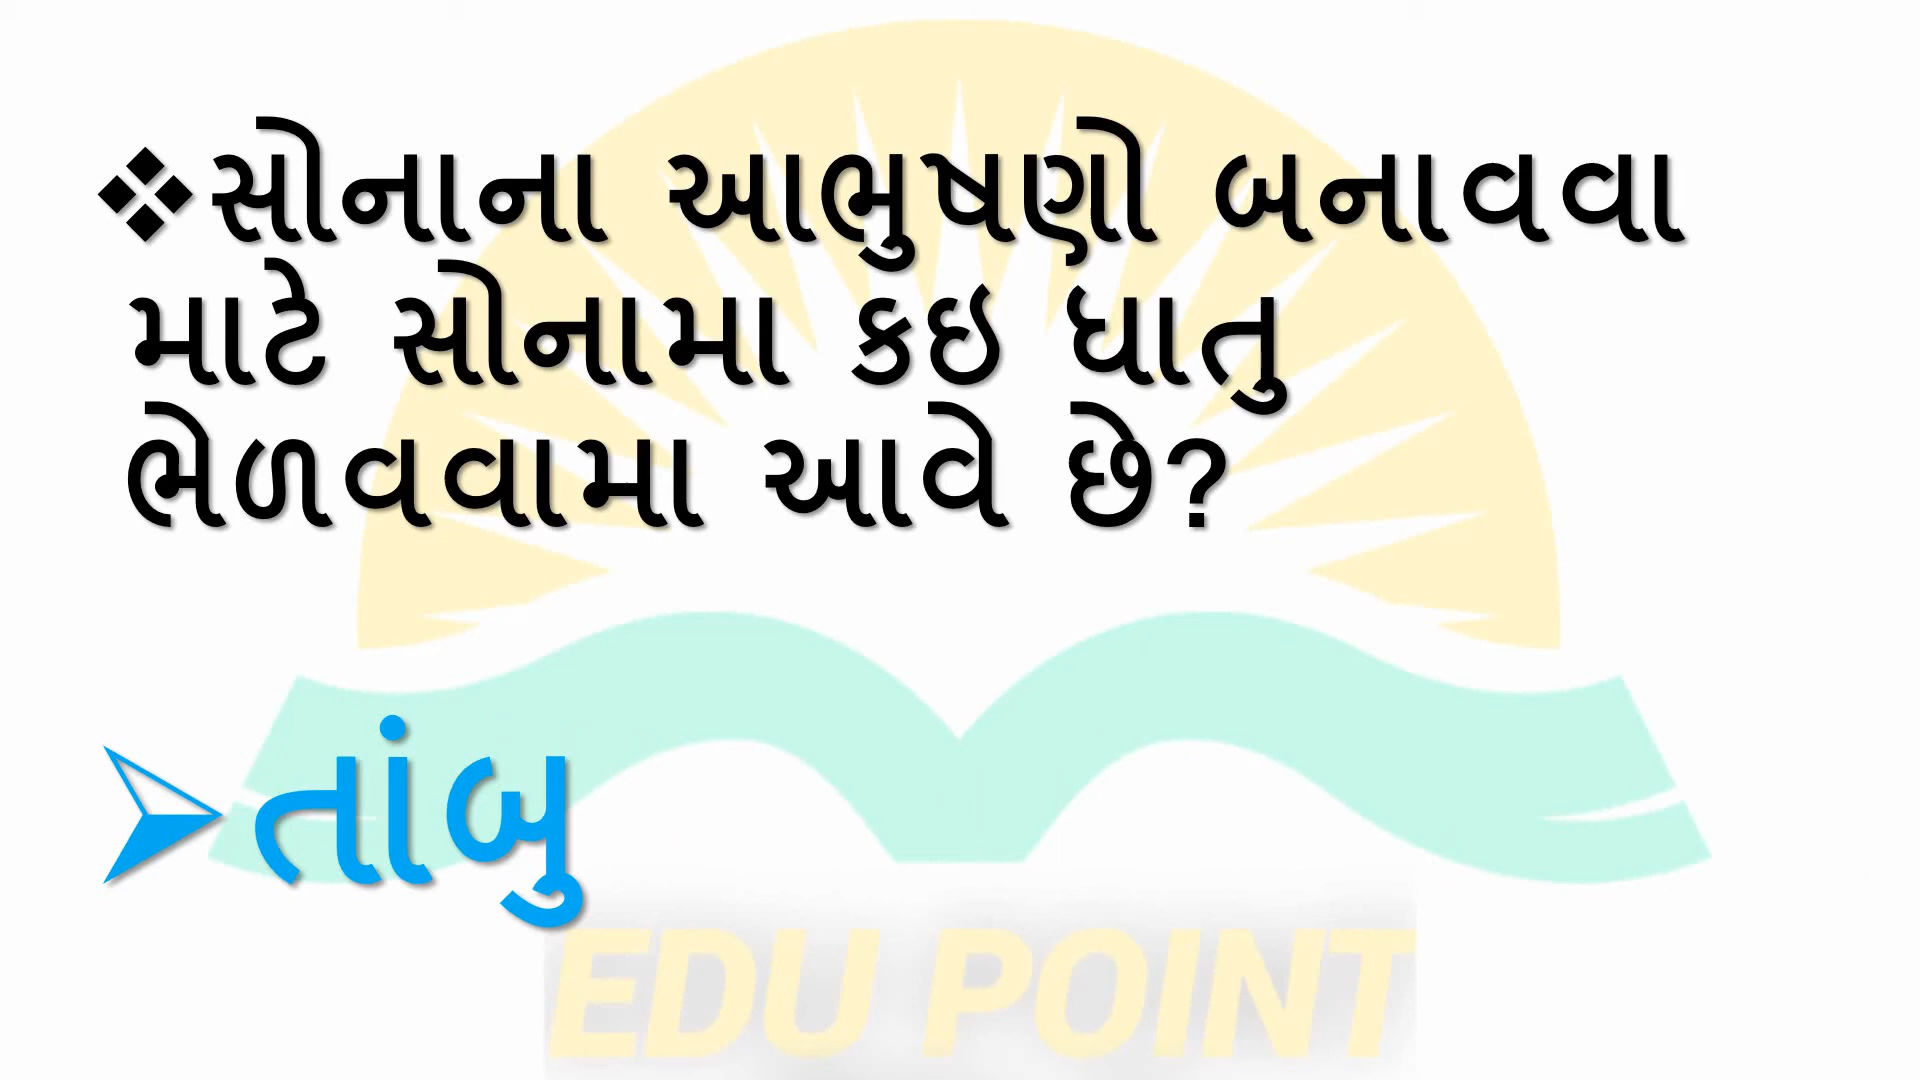 ❖સોનાના આભુષણો બનાવવા
માટે સોનામા કઇ ધાતુ
ભેળવવામા આવે છે?
➢તાંબુ
EDU POINT